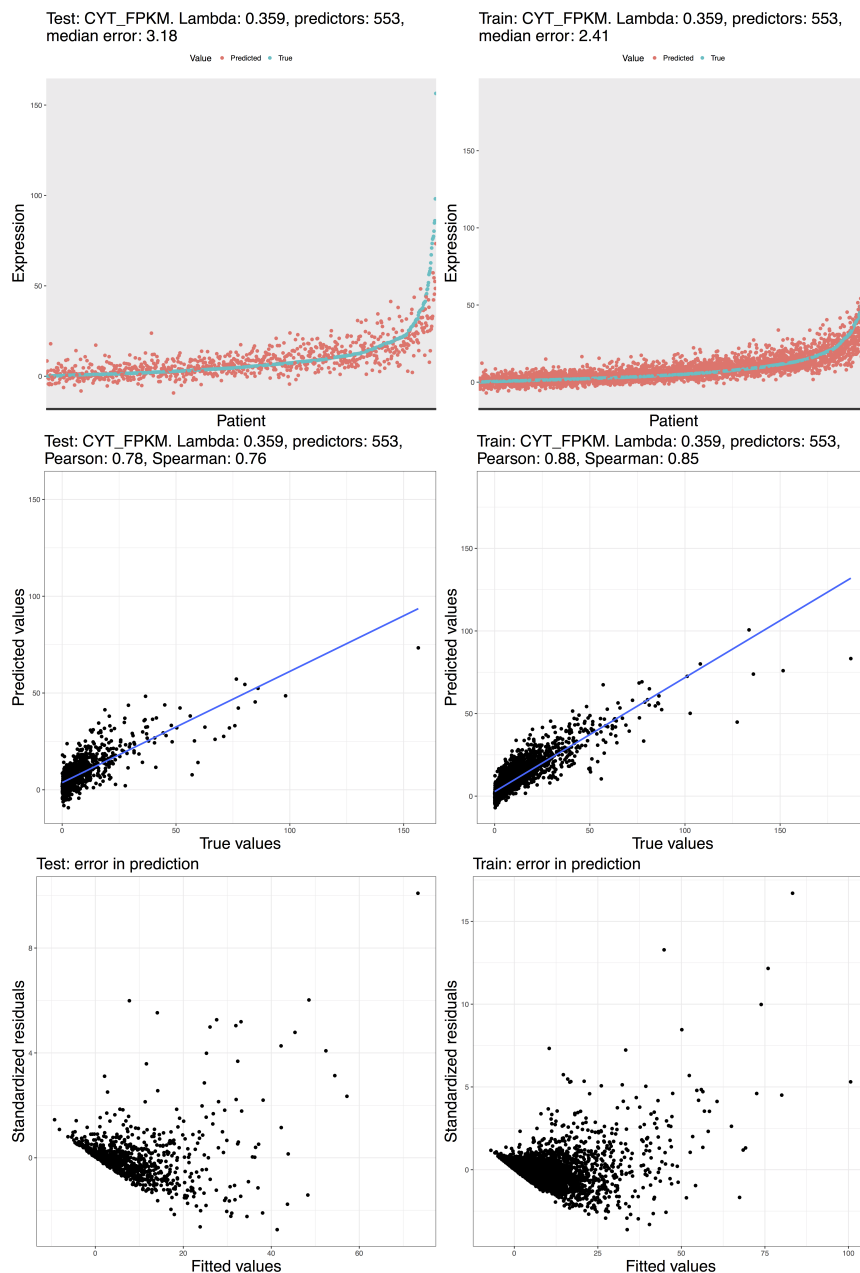 Test: CYT_FPKM. Lambda: 0.359, predictors: 553,
median error: 3.18
Value Predicted True
150
100
50
0
Expression
Patient
Train: CYT_FPKM. Lambda: 0.359, predictors: 553,
median error: 2.41
Value Predicted True
150
100
50
0
Expression
Patient
Test: CYT_FPKM. Lambda: 0.359, predictors: 553,
Pearson: 0.78, Spearman: 0.76
150
100
50
0
Predicted values
0 50 100 150
True values
Train: CYT_FPKM. Lambda: 0.359, predictors: 553,
Pearson: 0.88, Spearman: 0.85
150
100
50
0
Predicted values
0 50 100 150
True values
Test: error in prediction
8
4
0
Standardized residuals
0 20 40 60
Fitted values
Train: error in prediction
15
10
5
0
Standardized residuals
0 25 50 75 100
Fitted values